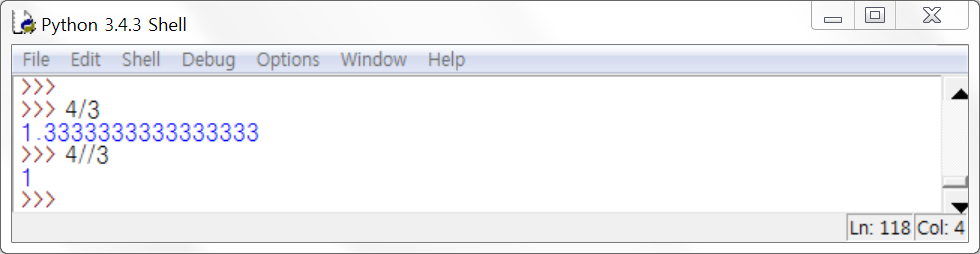 Python 3.4.3 Shell
File Edit Shell Debug Options Window Help
>>>
>>> 4/3
1.3333333333333333
>>> 4//3
1
>>>
Ln: 118 Col: 4